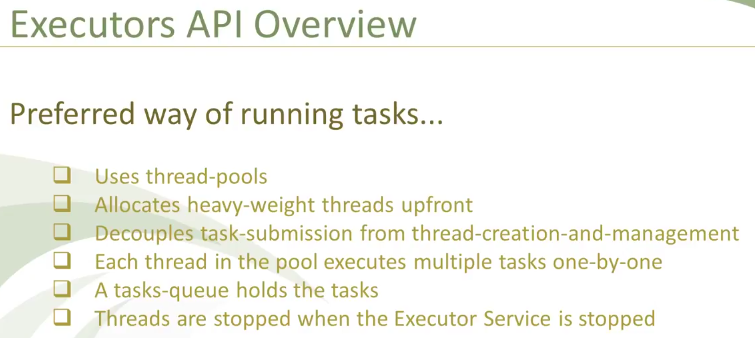 Executors API Overview
Preferred way of running tasks...
Uses thread-pools
Allocates heavy-weight threads upfront
Decouples task-submission from thread-creation-and-management
Each thread in the pool executes multiple tasks one-by-one
A tasks-queue holds the tasks
Threads are stopped when the Executor Service is stopped